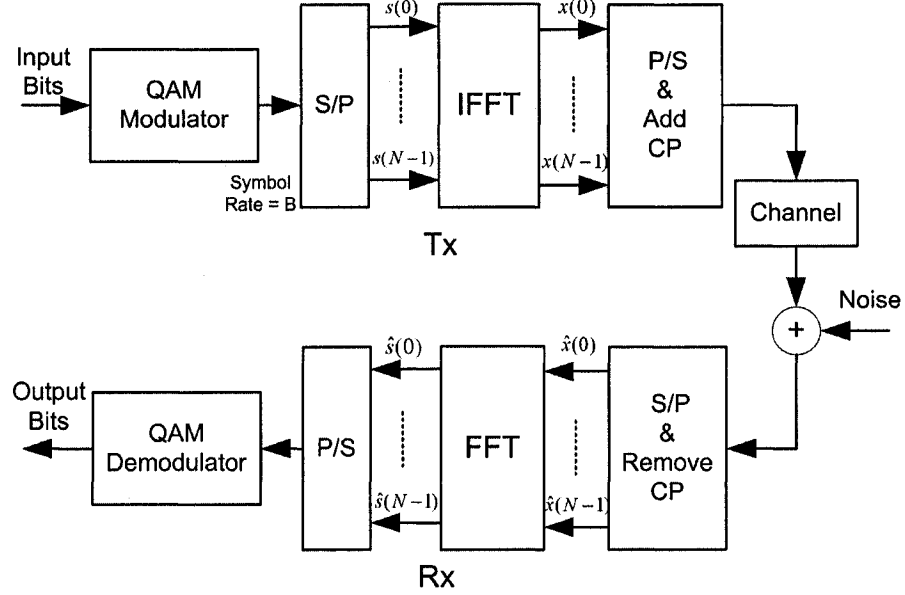 s(0)
x(0)
Input
Bits
QAM
Modulator
S/P
IFFT
P/S
&
Add
CP
s(N-1)
x(N-1)
Symbol
Rate = B
Tx
Channel
Noise
+
ŝ(0)
x̂(0)
Output
Bits
QAM
Demodulator
P/S
FFT
S/P
&
Remove
CP
ŝ(N-1)
x̂(N-1)
Rx